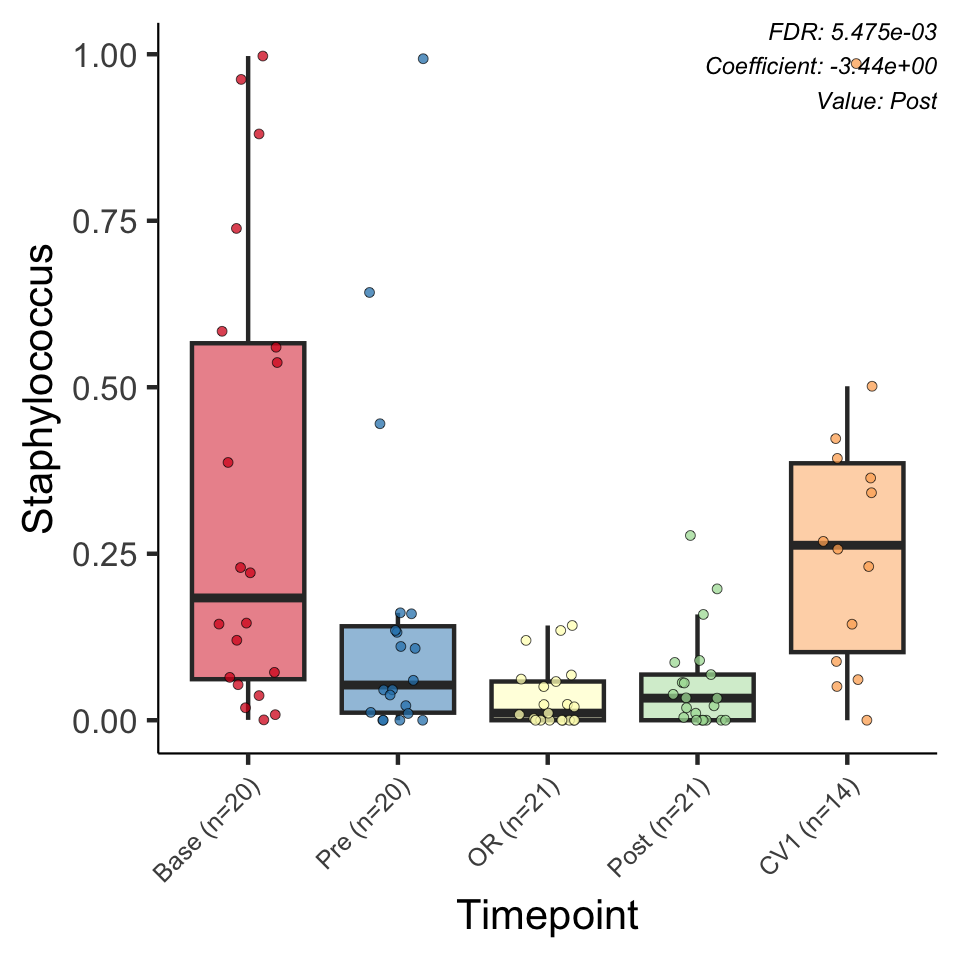 FDR: 5.475e-03
Coefficient: -3.44e+00
Value: Post
1.00
0.75
0.50
0.25
0.00
Staphylococcus
Base (n=20)
Pre (n=20)
OR (n=21)
Post (n=21)
CV1 (n=14)
Timepoint